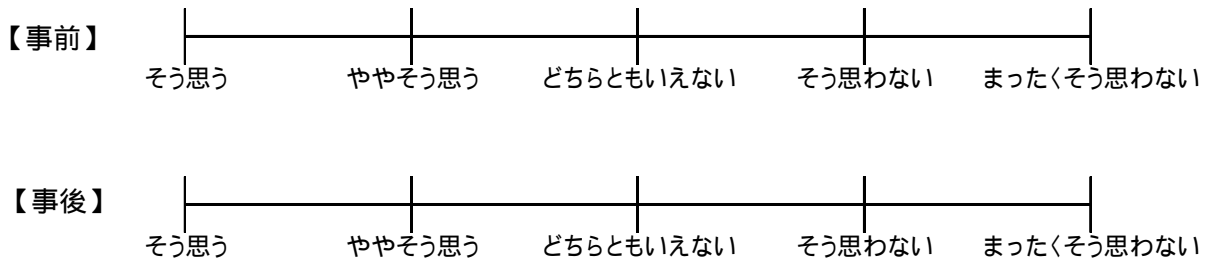 【事前】
そう思う ややそう思う どちらともいえない そう思わない まったくそう思わない
【事後】
そう思う ややそう思う どちらともいえない そう思わない まったくそう思わない